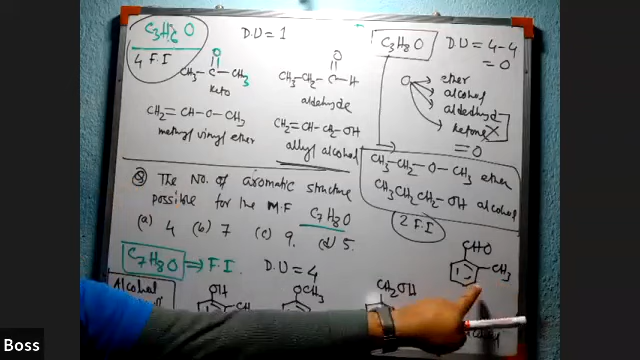 C3H6O
D.U = 1
4 F.I
O
CH3-C-CH3
keto
O
CH3-CH2-C-H
aldehyde
CH2=CH-O-CH3
methyl vinyl ether
CH2=CH-CH2-OH
allyl alcohol
C3H8O
D.U = 4-4
= 0
O
ether
alcohol
aldedhyd
ketone X
= 0
CH3-CH2-O-CH3 ether
CH3CH2CH2-OH alcohol
2 F.I
Q The No. of aromatic structure
possible for the M.F C7H8O
(a) 4 (b) 7 (c) 9. (d) 5.
C7H8O ⇒ F.I. D.U = 4
Alcohol
OH
CH
OCH3
CH2OH
CHO
CH3
Boss